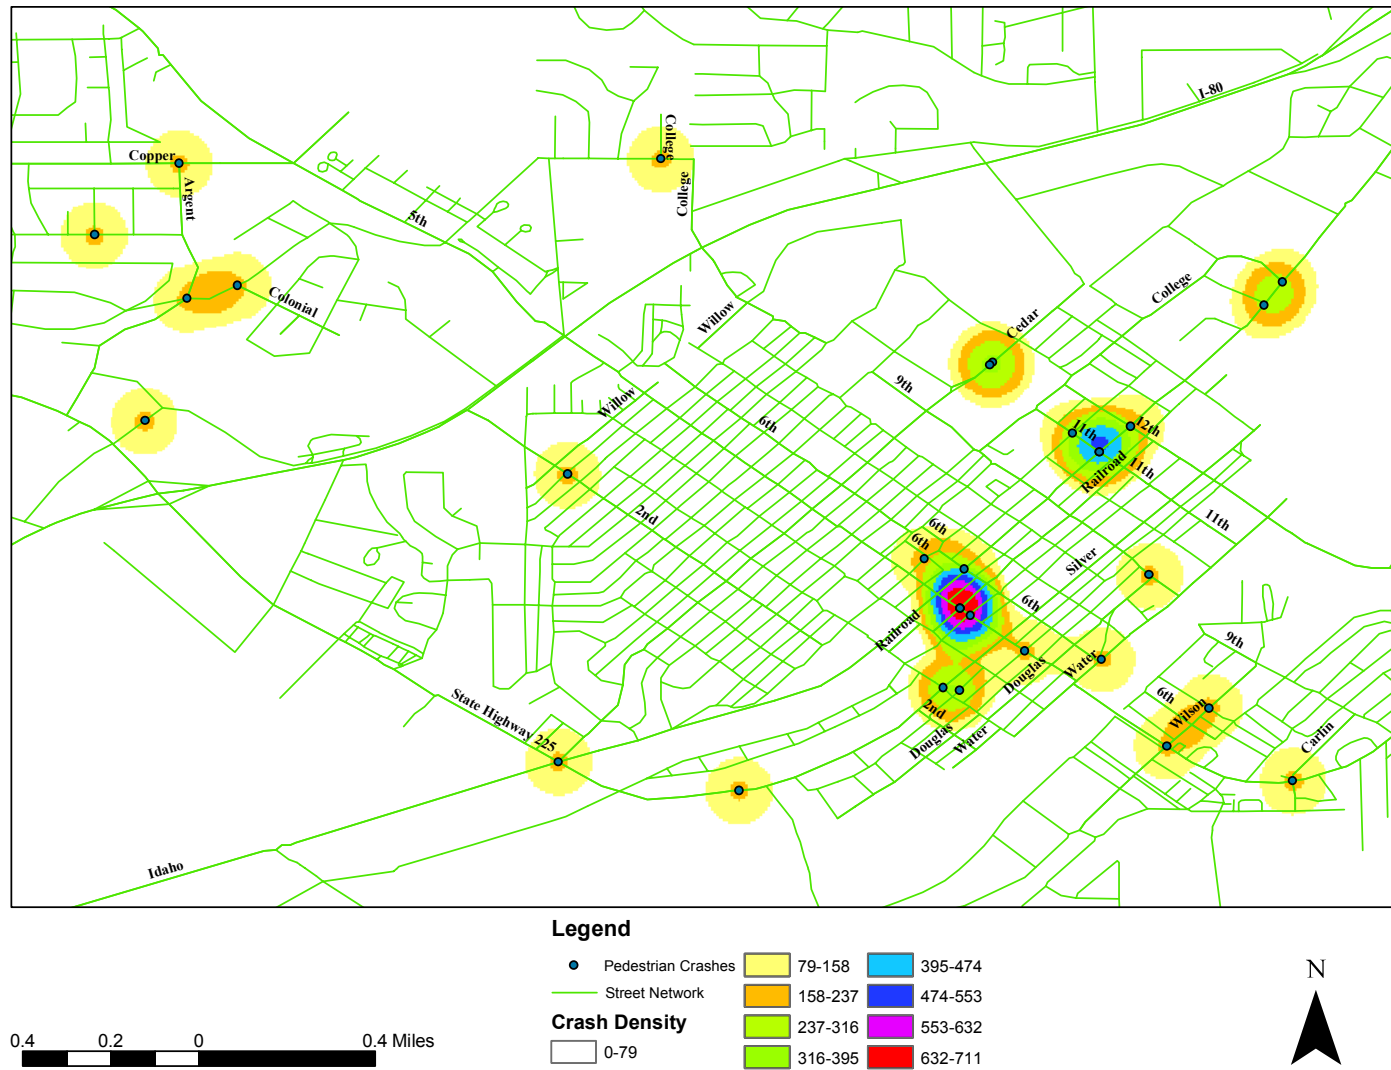 I-80
College
Copper
College
Argent
5th
College
Colonial
Willow
Cedar
9th
Willow
6th
12th
11th
11th
Railroad
2nd
11th
6th
6th
Silver
6th
Railroad
9th
Water
Douglas
6th
2nd
Wilson
State Highway 225
Douglas
Water
Carlin
Idaho
Legend
Pedestrian Crashes
Street Network
Crash Density
0-79
79-158
158-237
237-316
316-395
395-474
474-553
553-632
632-711
N
0.4 0.2 0 0.4 Miles